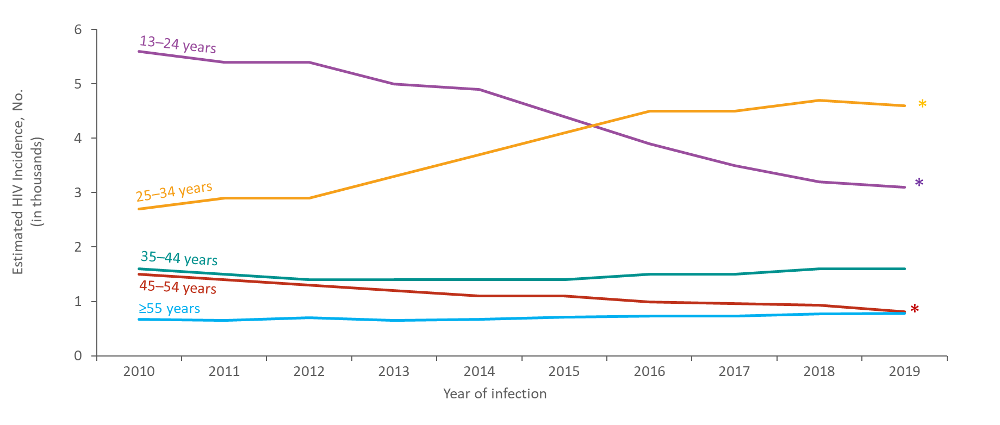 Estimated HIV Incidence, No.
(in thousands)
6
5
4
3
2
1
0
13–24 years
25–34 years
35–44 years
45–54 years
≥55 years
*
*
*
2010 2011 2012 2013 2014 2015 2016 2017 2018 2019
Year of infection